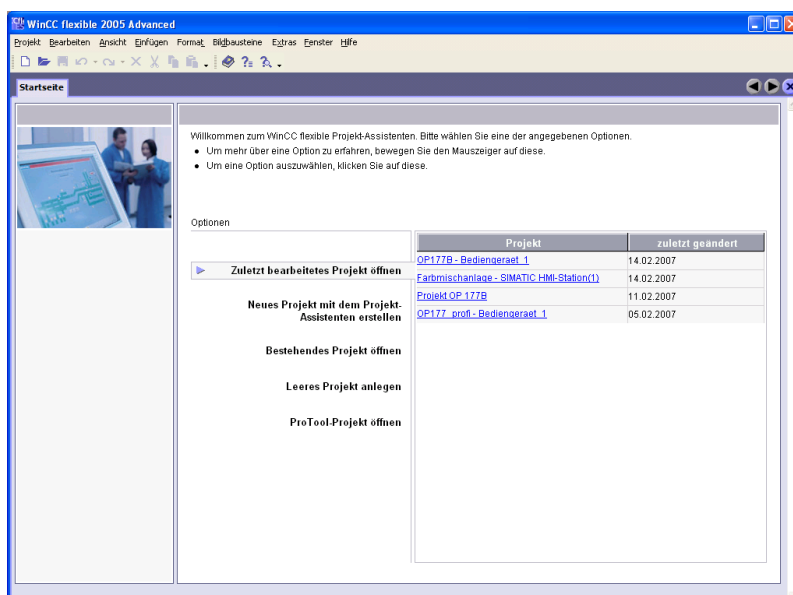 WinCC flexible 2005 Advanced
Projekt Bearbeiten Ansicht Einfügen Format Bildbausteine Extras Fenster Hilfe
Startseite
Willkommen zum WinCC flexible Projekt-Assistenten. Bitte wählen Sie eine der angegebenen Optionen.
Um mehr über eine Option zu erfahren, bewegen Sie den Mauszeiger auf diese.
Um eine Option auszuwählen, klicken Sie auf diese.
Optionen
Projekt zuletzt geändert
Zuletzt bearbeitetes Projekt öffnen
OP177B - Bediengeraet_1 14.02.2007
Farbmischanlage - SIMATIC HMI-Station(1) 14.02.2007
Projekt OP 177B 11.02.2007
OP177_profi - Bediengeraet_1 05.02.2007
Neues Projekt mit dem Projekt-
Assistenten erstellen
Bestehendes Projekt öffnen
Leeres Projekt anlegen
ProTool-Projekt öffnen